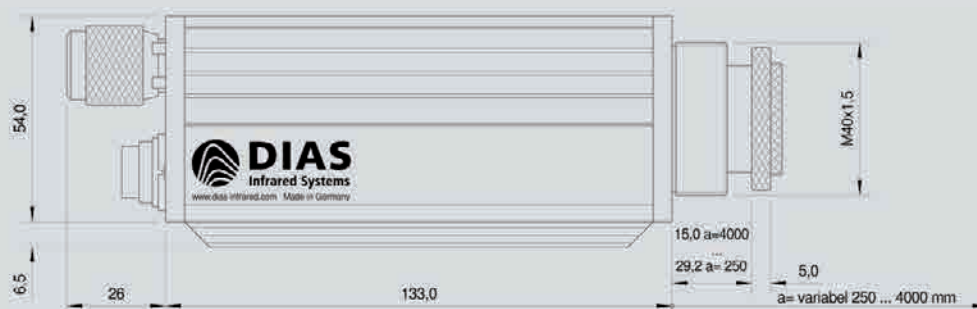 54,0
6.5
DIAS
Infrared Systems
www.dias-infrared.com Made in Germany
M40x1,5
15,0 a=4000
...
29,2 a= 250
5,0
26
133,0
a= variabel 250 ... 4000 mm